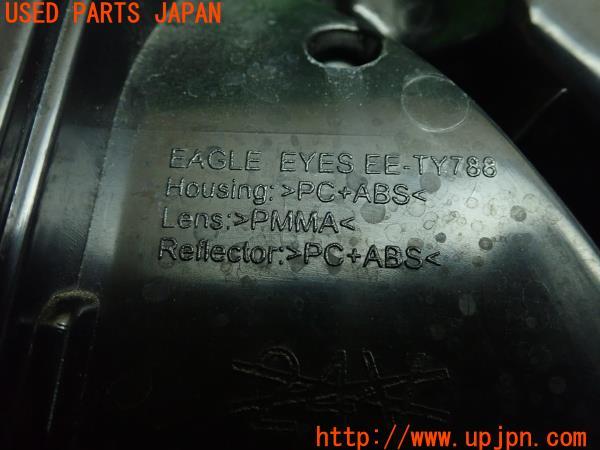 USED PARTS JAPAN
EAGLE EYES EE-TY788
Housing:>PC+ABS<
Lens:>PMMA<
Reflector:>PC+ABS<
http://www.upjpn.com